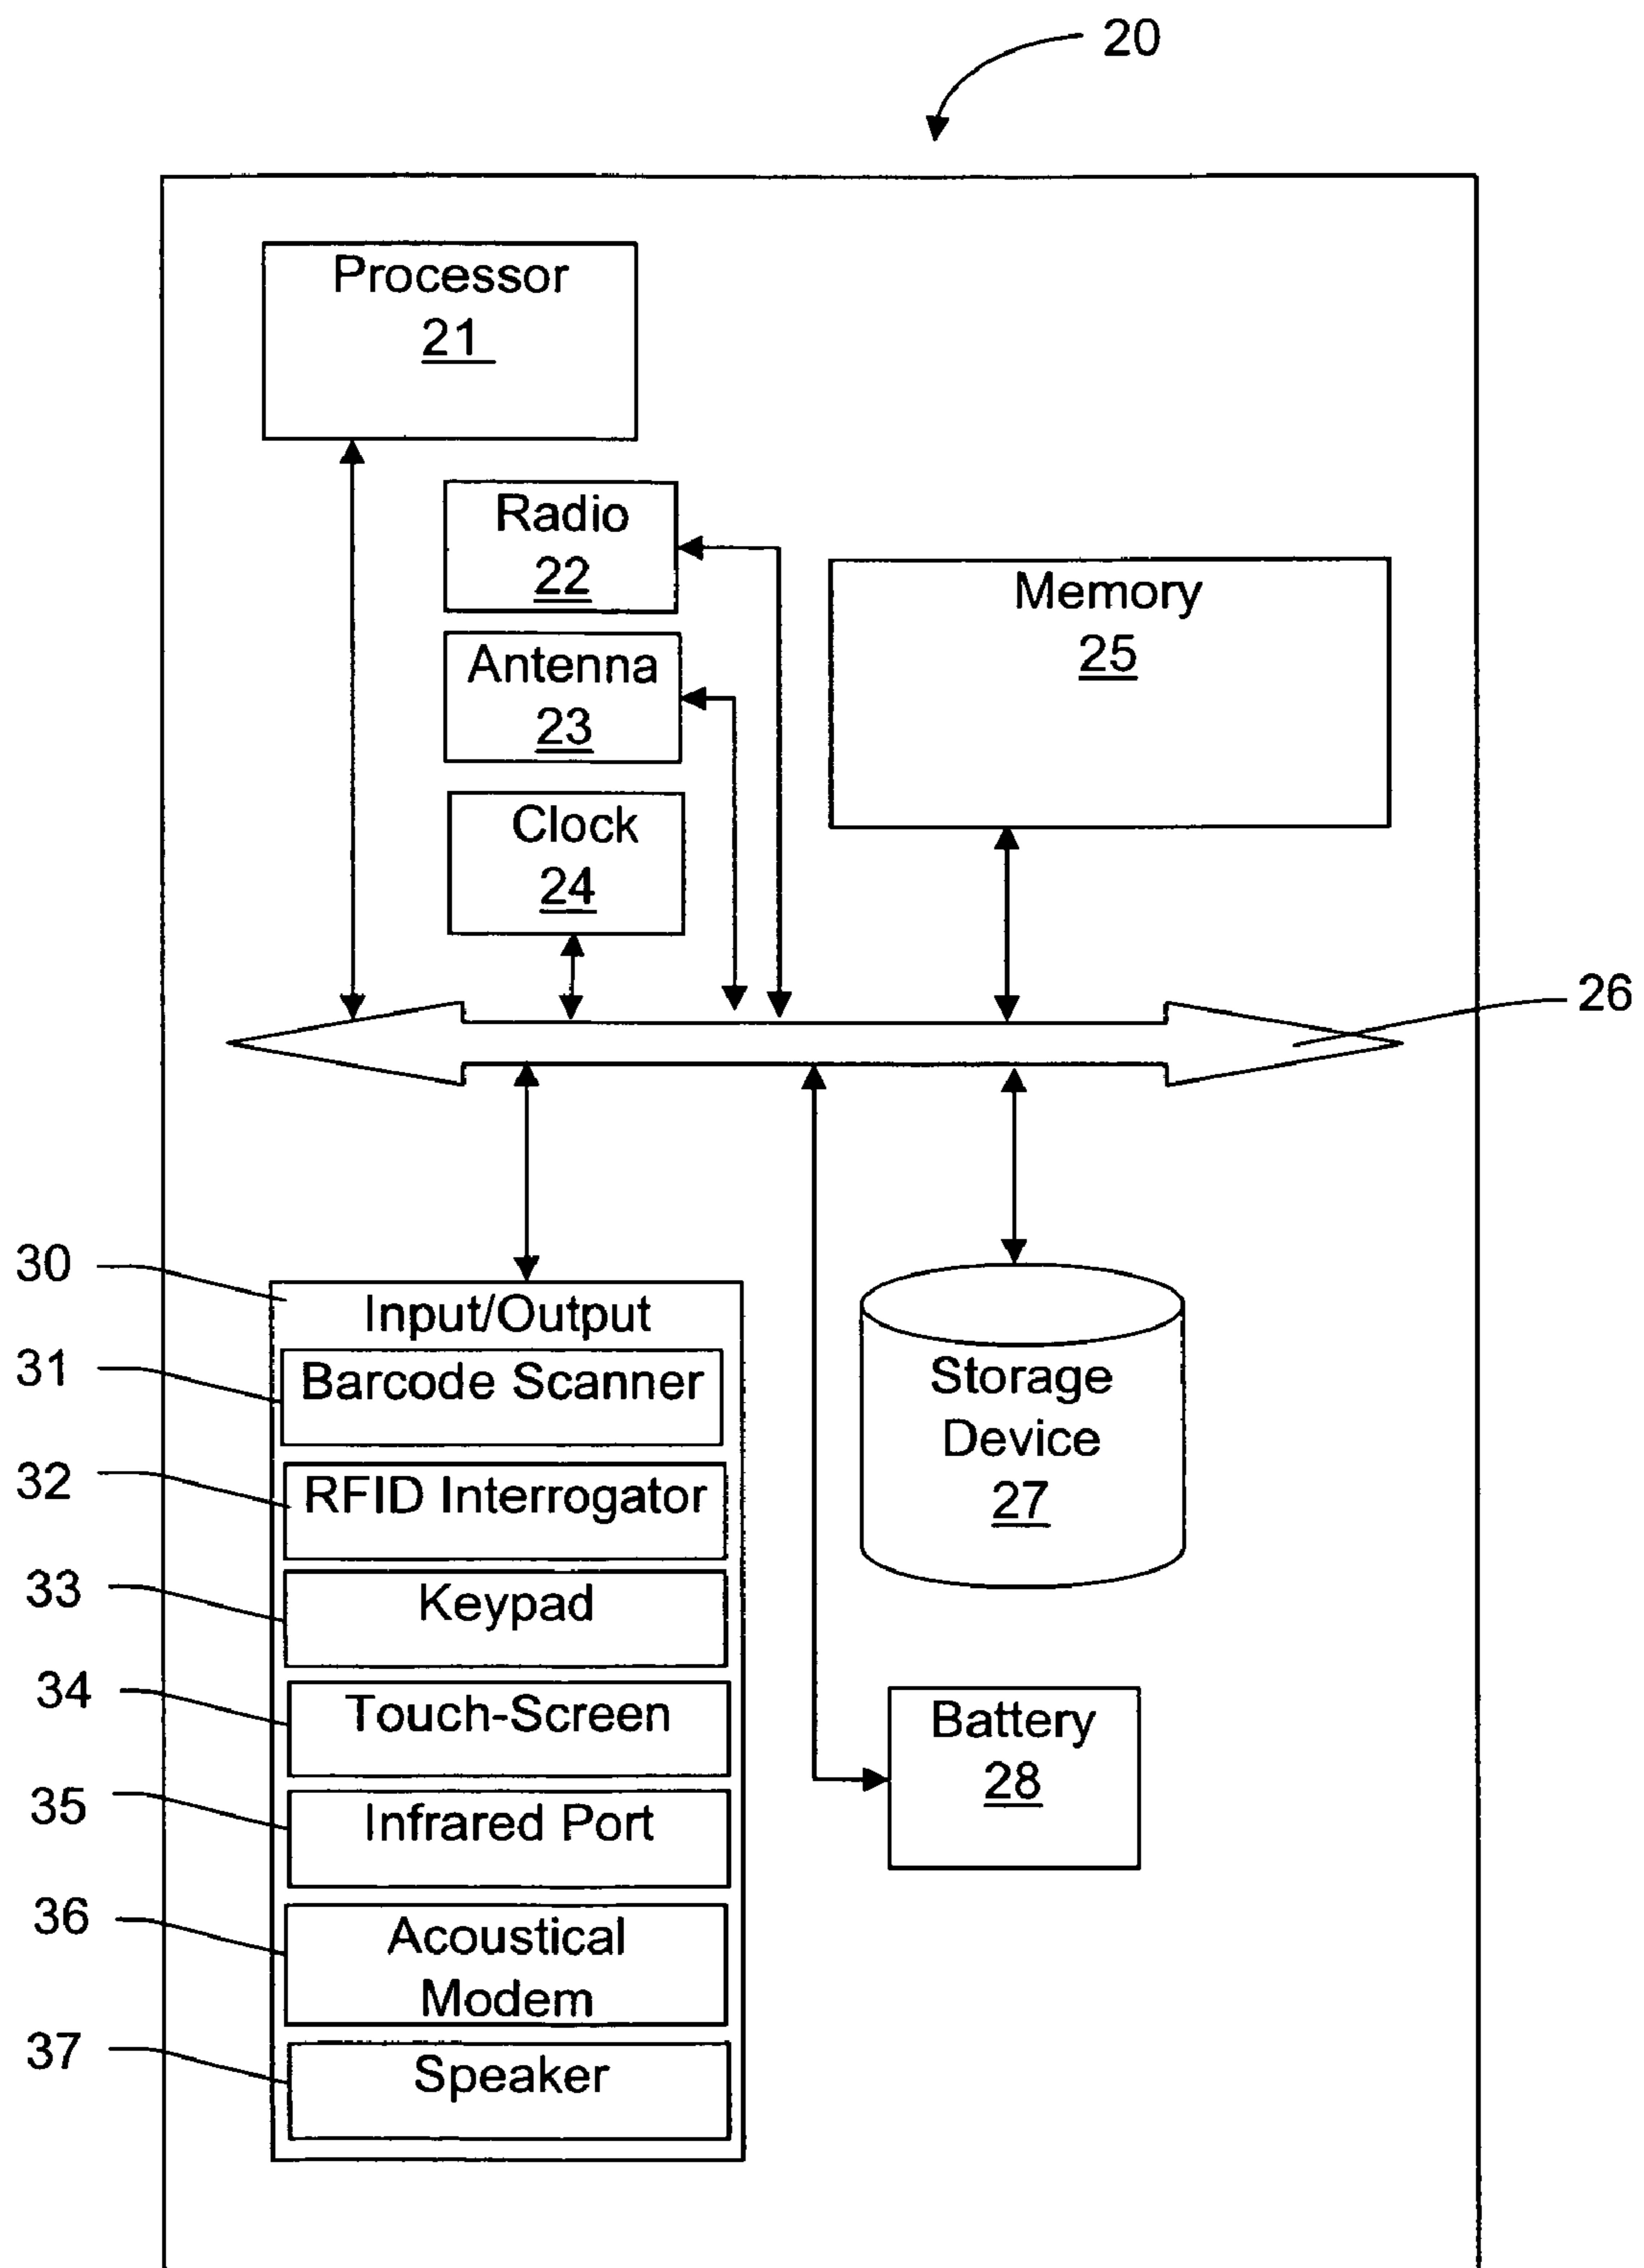 20
Processor
21
Radio
22
Antenna
23
Clock
24
Memory
25
26
30
Input/Output
31
Barcode Scanner
32
RFID Interrogator
33
Keypad
34
Touch-Screen
35
Infrared Port
36
Acoustical
Modem
37
Speaker
Storage
Device
27
Battery
28